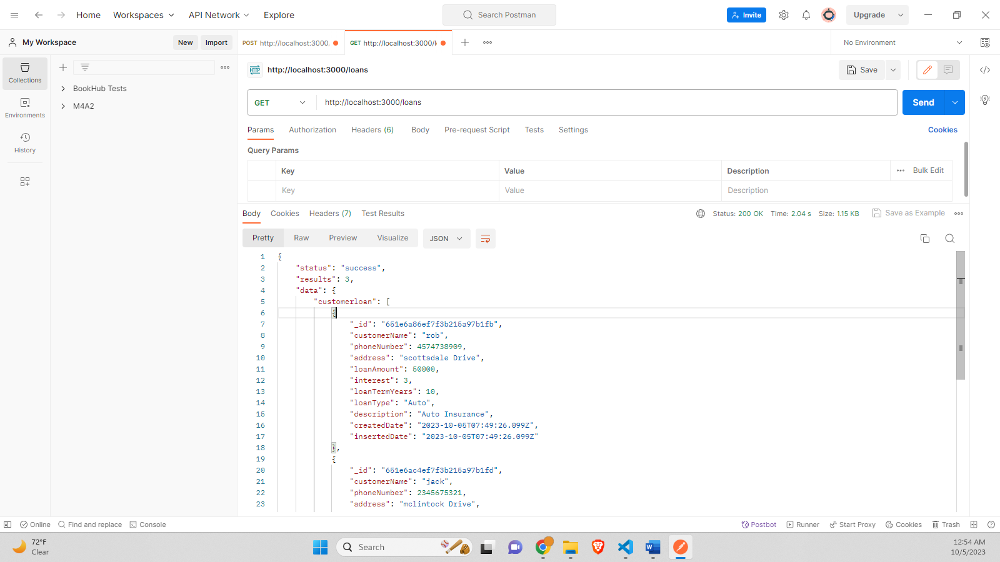 Home Workspaces API Network Explore Search Postman Invite Upgrade
My Workspace New Import POST http://localhost:3000, GET http://localhost:3000/l No Environment
Collections
Environments
History
BookHub Tests
M4A2
HTTP http://localhost:3000/loans Save
GET http://localhost:3000/loans Send
Params Authorization Headers (6) Body Pre-request Script Tests Settings Cookies
Query Params
Key Value Description Bulk Edit
Key Value Description
Body Cookies Headers (7) Test Results Status: 200 OK Time: 2.04 s Size: 1.15 KB Save as Example
Pretty Raw Preview Visualize JSON
1 {
2 "status": "success",
3 "results": 3,
4 "data": {
5 "customerloan": [
6 {
7 "_id": "651e6a86ef7f3b215a97b1fb",
8 "customerName": "rob",
9 "phoneNumber": 4574738909,
10 "address": "scottsdale Drive",
11 "loanAmount": 50000,
12 "interest": 3,
13 "loanTermYears": 10,
14 "loanType": "Auto",
15 "description": "Auto Insurance",
16 "createdDate": "2023-10-05T07:49:26.099Z",
17 "insertedDate": "2023-10-05T07:49:26.099Z"
18 },
19 {
20 "_id": "651e6ac4ef7f3b215a97b1fd",
21 "customerName": "jack",
22 "phoneNumber": 2345675321,
23 "address": "mclintock Drive",
Online Find and replace Console Postbot Runner Start Proxy Cookies Trash
72°F
Clear
Search
12:54 AM
10/5/2023